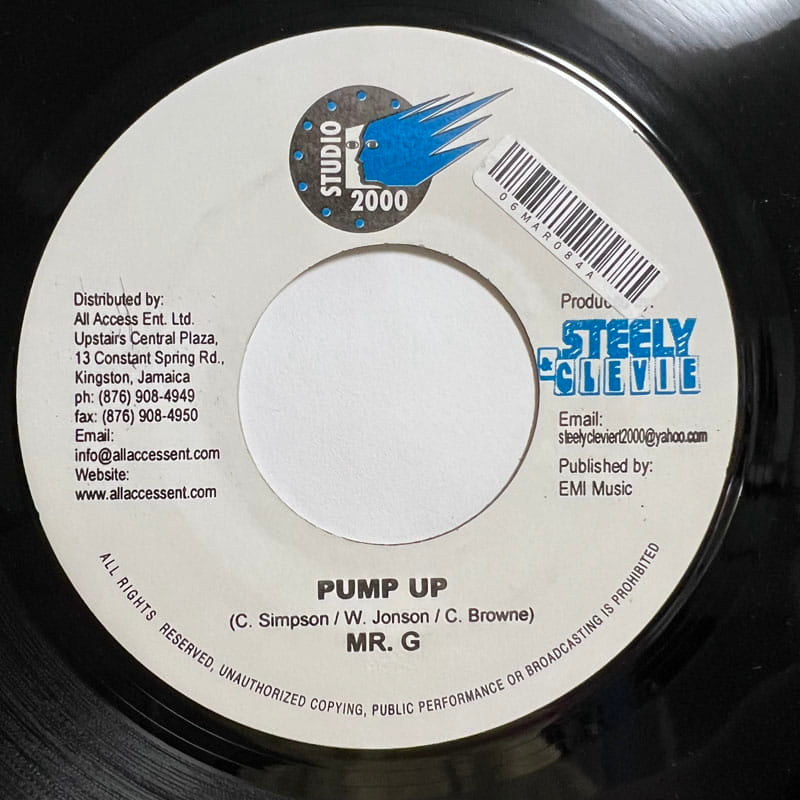 STUDIO
2000
06MAR084A
Distributed by:
All Access Ent. Ltd.
Upstairs Central Plaza,
13 Constant Spring Rd.,
Kingston, Jamaica
ph: (876) 908-4949
fax: (876) 908-4950
Email:
info@allaccessent.com
Website:
www.allaccessent.com
STEELY
& CLEVIE
Email:
steelycleviert2000@yahoo.com
Published by:
EMI Music
PUMP UP
(C. Simpson / W. Jonson / C. Browne)
MR. G
ALL RIGHTS RESERVED, UNAUTHORIZED COPYING, PUBLIC PERFORMANCE OR BROADCASTING IS PROHIBITED